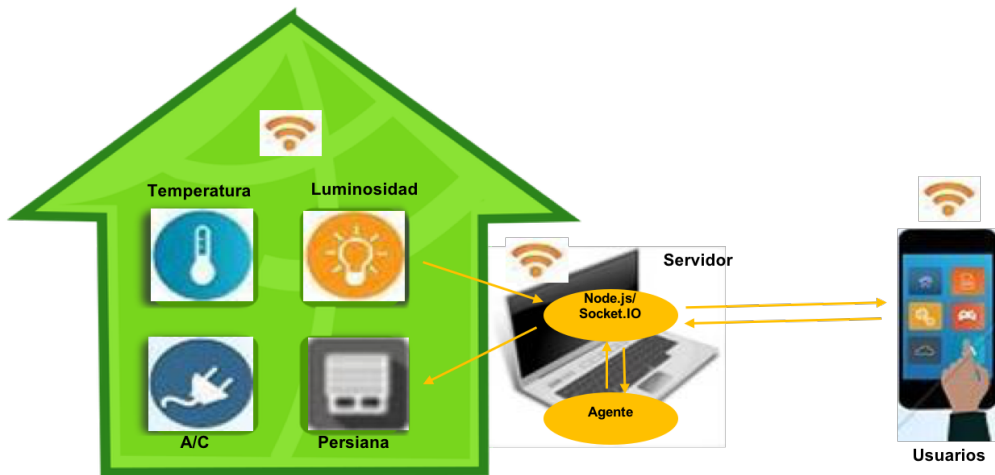 Temperatura
Luminosidad
A/C
Persiana
Servidor
Node.js/
Socket.IO
Agente
Usuarios